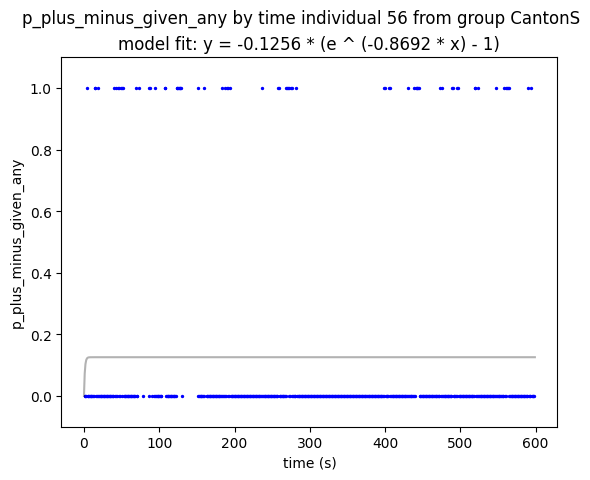 p_plus_minus_given_any by time individual 56 from group CantonS
model fit: y = -0.1256 * (e ^ (-0.8692 * x) - 1)
1.0
0.8
0.6
0.4
0.2
0.0
p_plus_minus_given_any
0 100 200 300 400 500 600
time (s)